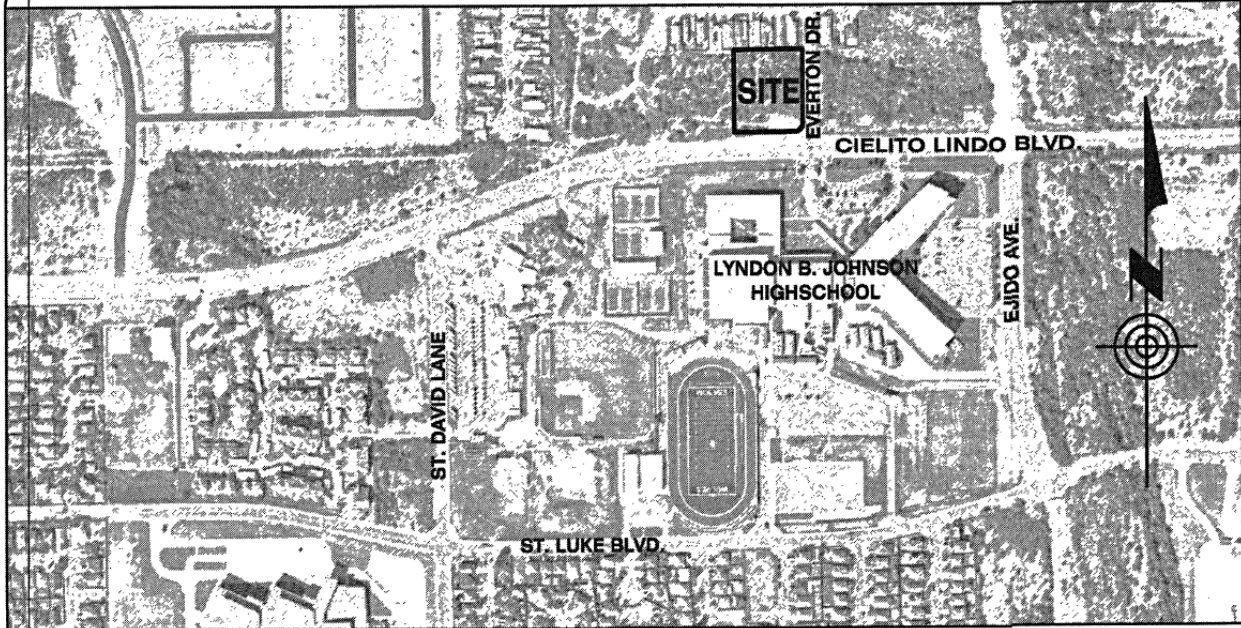 SITE
EVERTON DR.
CIELITO LINDO BLVD.
LYNDON B. JOHNSON
HIGHSCHOOL
EJIDO AVE.
N
ST. DAVID LANE
ST. LUKE BLVD.